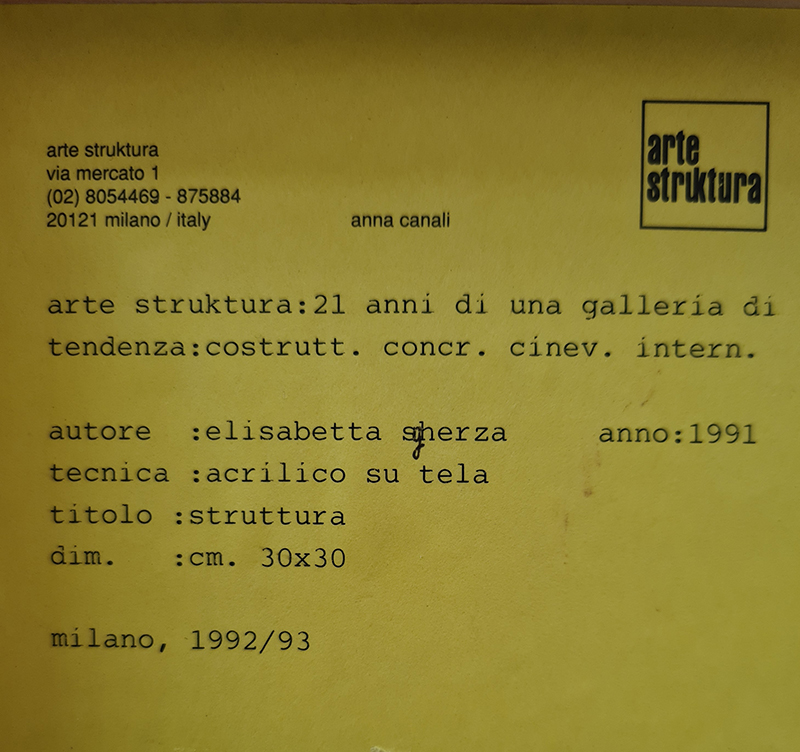 arte struktura
via mercato 1
(02) 8054469 - 875884
20121 milano / italy
anna canali
arte
struktura
arte struktura:21 anni di una galleria di
tendenza:costrutt. concr. cinev. intern.
autore :elisabetta
anno:1991
tecnica :acrilico su tela
titolo :struttura
dim. :cm. 30x30
milano, 1992/93